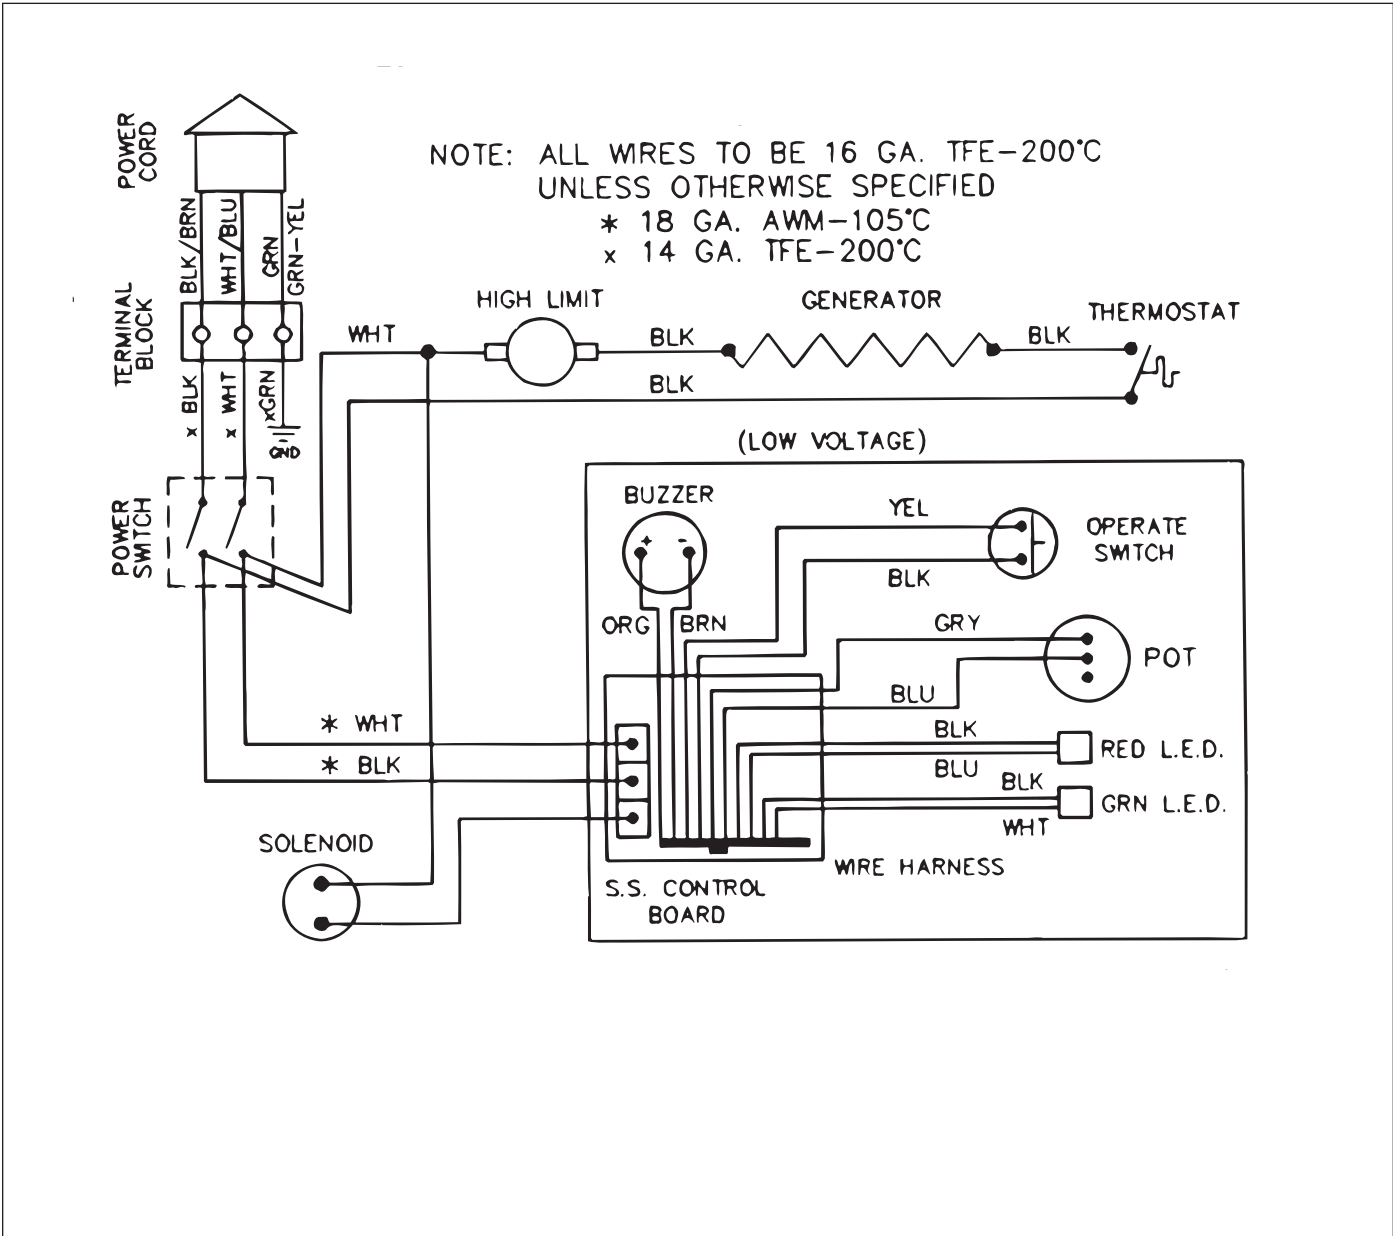 POWER
CORD
NOTE: ALL WIRES TO BE 16 GA. TFE-200°C
UNLESS OTHERWISE SPECIFIED
* 18 GA. AWM-105°C
x 14 GA. TFE-200°C
BLK/BRN
WHT/BLU
GRN
GRN-YEL
TERMINAL
BLOCK
HIGH LIMIT
GENERATOR
THERMOSTAT
WHT
BLK
BLK
BLK
x BLK
x WHT
xGRN
GND
(LOW VOLTAGE)
POWER
SWITCH
BUZZER
+ -
ORG
BRN
YEL
BLK
OPERATE
SWITCH
GRY
POT
BLU
* WHT
* BLK
BLK
RED L.E.D.
BLU
BLK
GRN L.E.D.
WHT
SOLENOID
WIRE HARNESS
S.S. CONTROL
BOARD